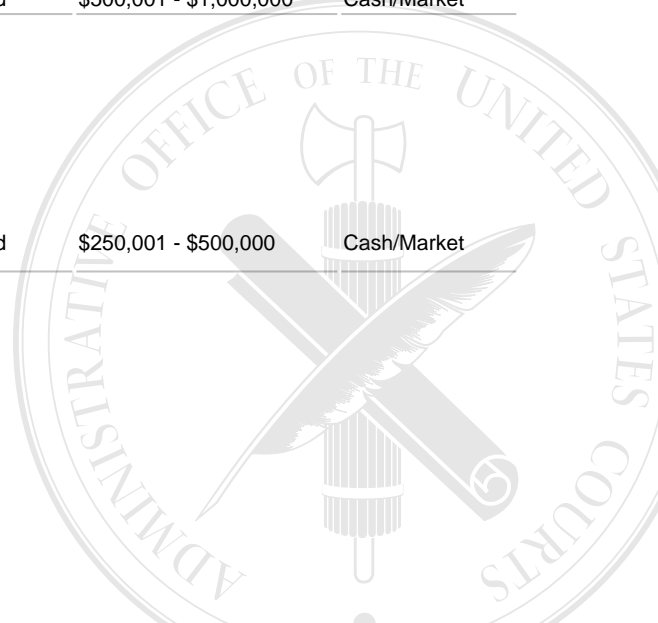 d $500,001 - $1,000,000 Cash/Market
OFFICE OF THE UNITED
d $250,001 - $500,000 Cash/Market
ADMINISTRATIVE
STATES COURTS